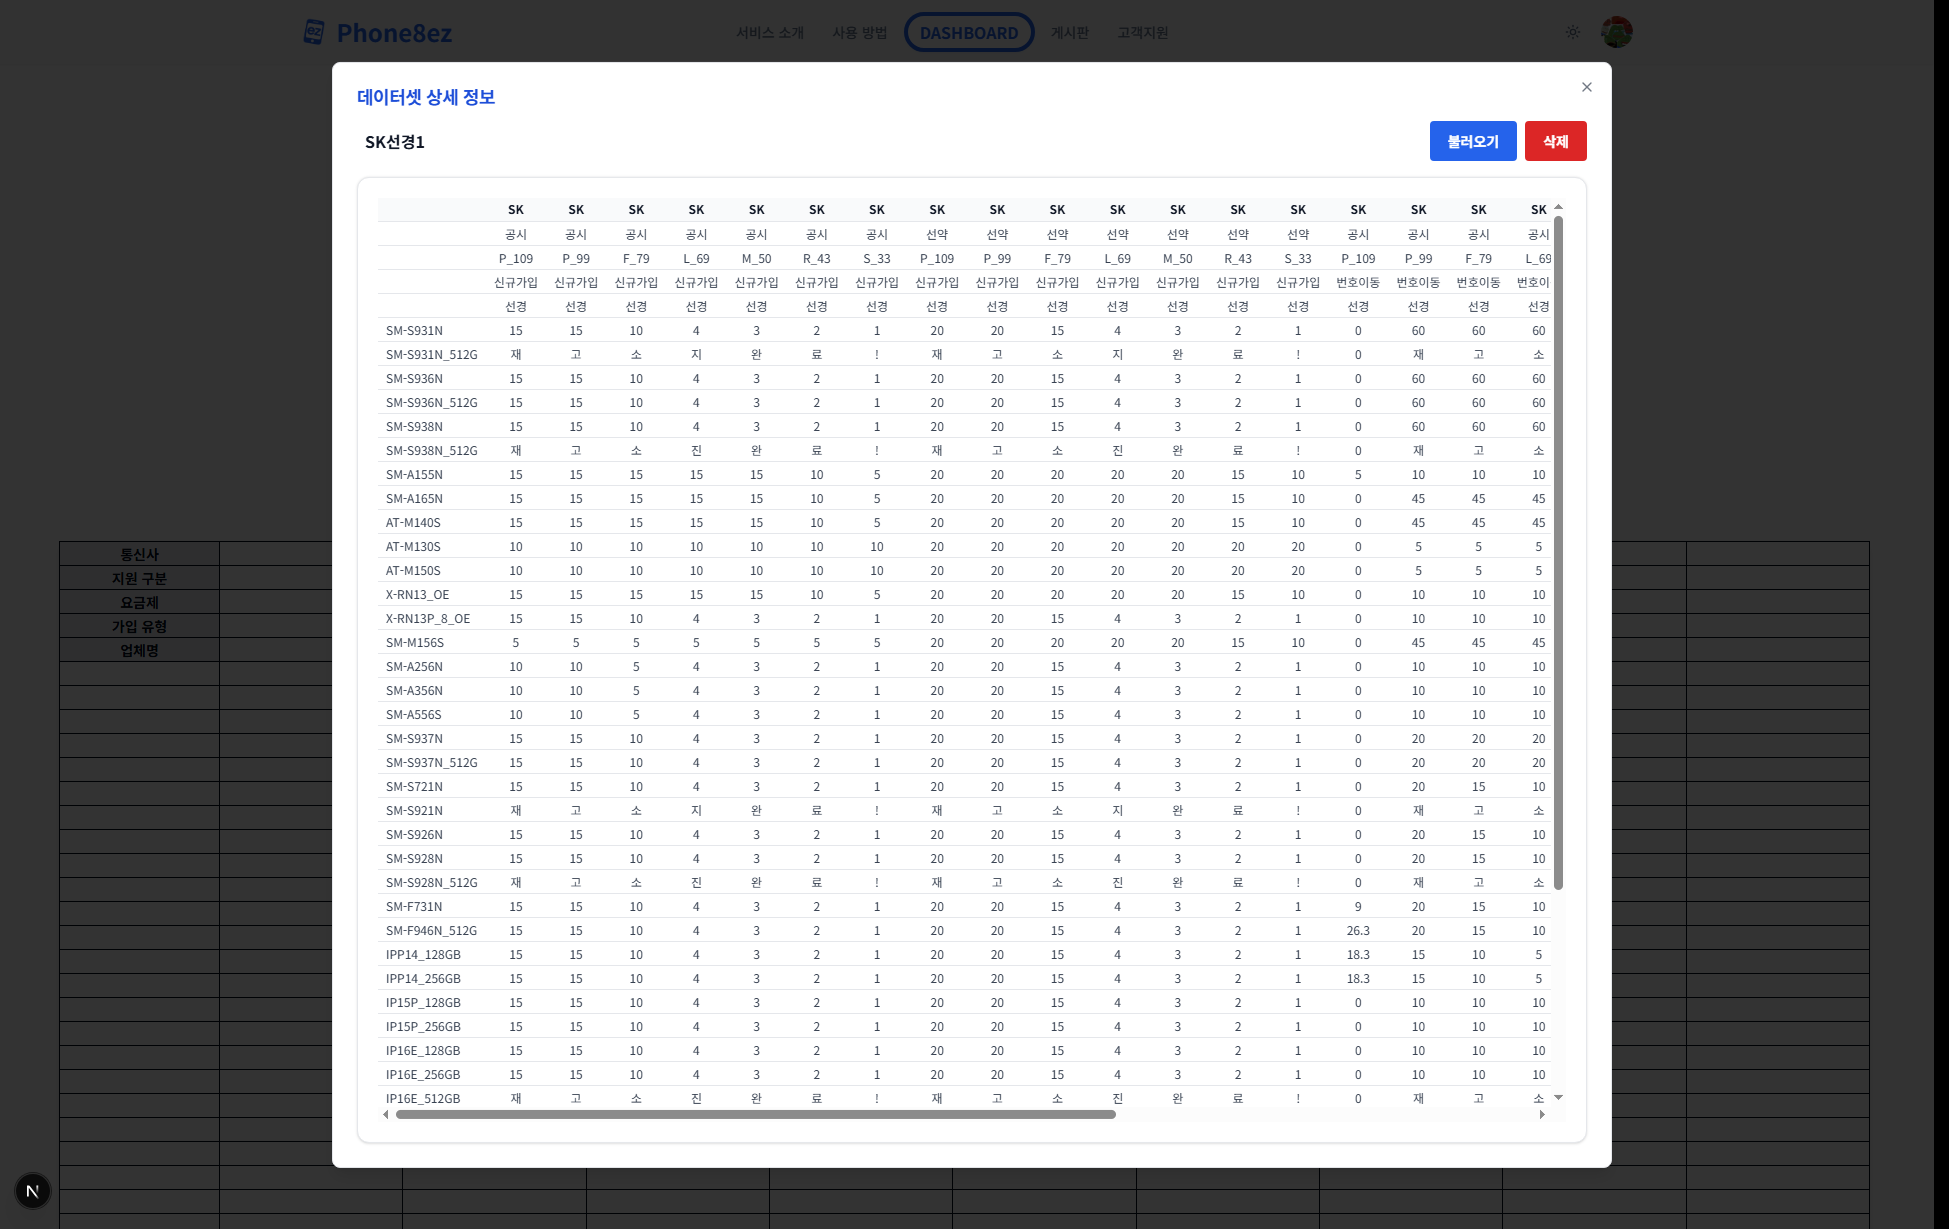 Phone8ez 서비스 소개 사용 방법 DASHBOARD 게시판 고객지원
데이터셋 상세 정보
SK선경1 불러오기 삭제
SK SK SK SK SK SK SK SK SK SK SK SK SK SK SK SK SK SK
공시 공시 공시 공시 공시 공시 공시 선약 선약 선약 선약 선약 선약 선약 공시 공시 공시 공시
P_109 P_99 F_79 L_69 M_50 R_43 S_33 P_109 P_99 F_79 L_69 M_50 R_43 S_33 P_109 P_99 F_79 L_69
신규가입 신규가입 신규가입 신규가입 신규가입 신규가입 신규가입 신규가입 신규가입 신규가입 신규가입 신규가입 신규가입 신규가입 번호이동 번호이동 번호이동 번호이
선경 선경 선경 선경 선경 선경 선경 선경 선경 선경 선경 선경 선경 선경 선경 선경 선경 선경
SM-S931N 15 15 10 4 3 2 1 20 20 15 4 3 2 1 0 60 60 60
SM-S931N_512G 재 고 소 지 완 료 ! 재 고 소 지 완 료 ! 0 재 고 소
SM-S936N 15 15 10 4 3 2 1 20 20 15 4 3 2 1 0 60 60 60
SM-S936N_512G 15 15 10 4 3 2 1 20 20 15 4 3 2 1 0 60 60 60
SM-S938N 15 15 10 4 3 2 1 20 20 15 4 3 2 1 0 60 60 60
SM-S938N_512G 재 고 소 진 완 료 ! 재 고 소 진 완 료 ! 0 재 고 소
SM-A155N 15 15 15 15 15 10 5 20 20 20 20 20 15 10 5 10 10 10
SM-A165N 15 15 15 15 15 10 5 20 20 20 20 20 15 10 0 45 45 45
AT-M140S 15 15 15 15 15 10 5 20 20 20 20 20 15 10 0 45 45 45
AT-M130S 10 10 10 10 10 10 10 20 20 20 20 20 20 20 0 5 5 5
AT-M150S 10 10 10 10 10 10 10 20 20 20 20 20 20 20 0 5 5 5
X-RN13_OE 15 15 15 15 15 10 5 20 20 20 20 20 15 10 0 10 10 10
X-RN13P_8_OE 15 15 10 4 3 2 1 20 20 15 4 3 2 1 0 10 10 10
SM-M156S 5 5 5 5 5 5 5 20 20 20 20 20 15 10 0 45 45 45
SM-A256N 10 10 5 4 3 2 1 20 20 15 4 3 2 1 0 10 10 10
SM-A356N 10 10 5 4 3 2 1 20 20 15 4 3 2 1 0 10 10 10
SM-A556S 10 10 5 4 3 2 1 20 20 15 4 3 2 1 0 10 10 10
SM-S937N 15 15 10 4 3 2 1 20 20 15 4 3 2 1 0 20 20 20
SM-S937N_512G 15 15 10 4 3 2 1 20 20 15 4 3 2 1 0 20 20 20
SM-S721N 15 15 10 4 3 2 1 20 20 15 4 3 2 1 0 20 15 10
SM-S921N 재 고 소 지 완 료 ! 재 고 소 지 완 료 ! 0 재 고 소
SM-S926N 15 15 10 4 3 2 1 20 20 15 4 3 2 1 0 20 15 10
SM-S928N 15 15 10 4 3 2 1 20 20 15 4 3 2 1 0 20 15 10
SM-S928N_512G 재 고 소 진 완 료 ! 재 고 소 진 완 료 ! 0 재 고 소
SM-F731N 15 15 10 4 3 2 1 20 20 15 4 3 2 1 9 20 15 10
SM-F946N_512G 15 15 10 4 3 2 1 20 20 15 4 3 2 1 26.3 20 15 10
IPP14_128GB 15 15 10 4 3 2 1 20 20 15 4 3 2 1 18.3 15 10 5
IPP14_256GB 15 15 10 4 3 2 1 20 20 15 4 3 2 1 18.3 15 10 5
IP15P_128GB 15 15 10 4 3 2 1 20 20 15 4 3 2 1 0 10 10 10
IP15P_256GB 15 15 10 4 3 2 1 20 20 15 4 3 2 1 0 10 10 10
IP16E_128GB 15 15 10 4 3 2 1 20 20 15 4 3 2 1 0 10 10 10
IP16E_256GB 15 15 10 4 3 2 1 20 20 15 4 3 2 1 0 10 10 10
IP16E_512GB 재 고 소 진 완 료 ! 재 고 소 진 완 료 ! 0 재 고 소
통신사
지원 구분
요금제
가입 유형
업체명
N